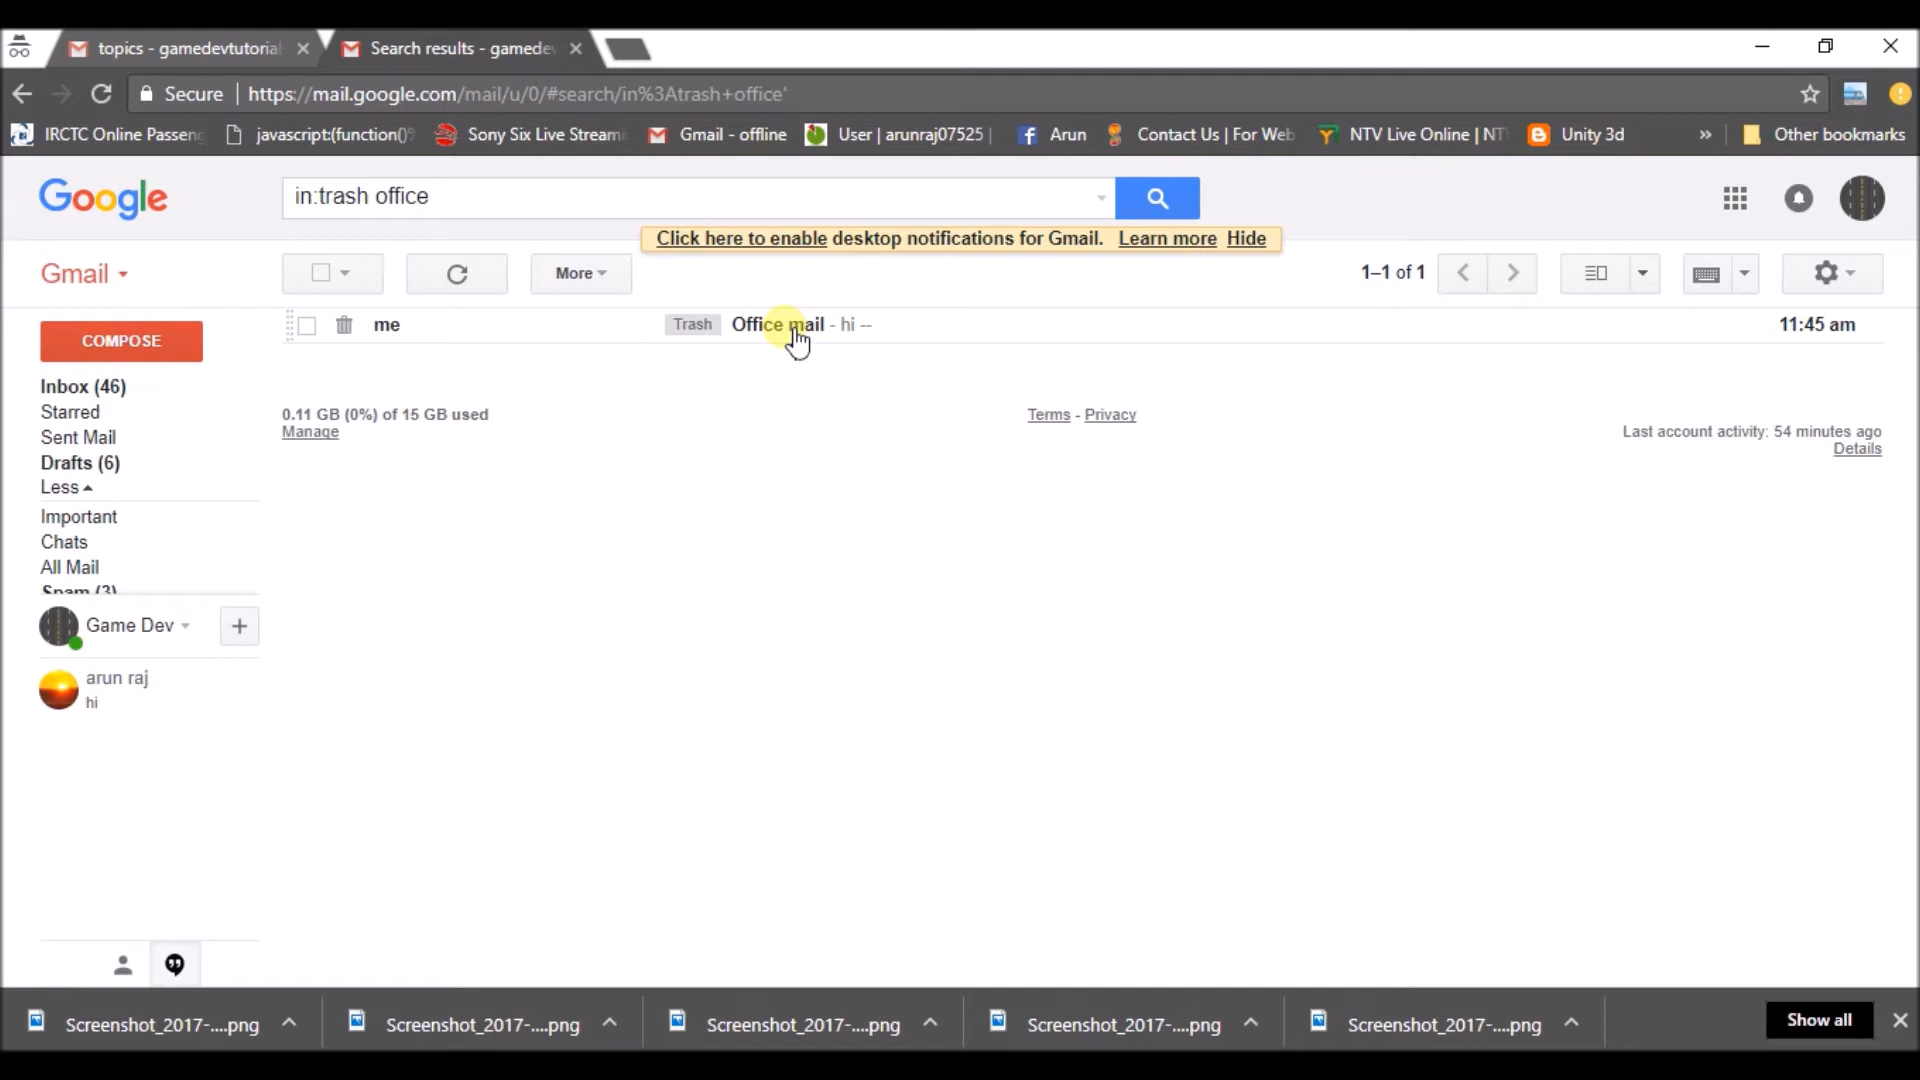 topics - gamedevtutorial
Search results - gamedev
Secure | https://mail.google.com/mail/u/0/#search/in%3Atrash+office'
IRCTC Online Passeng
javascript:(function()%
Sony Six Live Streami
Gmail - offline
User | arunraj07525 |
Arun
Contact Us | For Web
NTV Live Online | NT
Unity 3d
»
Other bookmarks
Google
in:trash office
Click here to enable desktop notifications for Gmail. Learn more Hide
Gmail
More
1–1 of 1
COMPOSE
me
Trash
Office mail - hi --
11:45 am
Inbox (46)
Starred
Sent Mail
Drafts (6)
Less
Important
Chats
All Mail
Spam (3)
0.11 GB (0%) of 15 GB used
Manage
Terms - Privacy
Last account activity: 54 minutes ago
Details
Game Dev
arun raj
hi
Screenshot_2017-....png
Screenshot_2017-....png
Screenshot_2017-....png
Screenshot_2017-....png
Screenshot_2017-....png
Show all